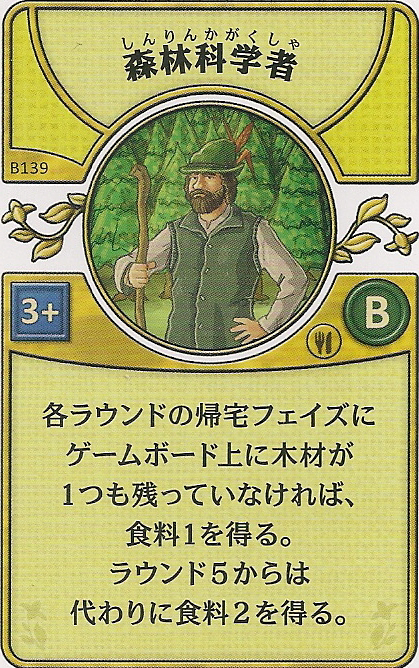 しんりんかがくしゃ
森林科学者
B139
3+
B
各ラウンドの帰宅フェイズに
ゲームボード上に木材が
1つも残っていなければ、
食料1を得る。
ラウンド5からは
代わりに食料2を得る。